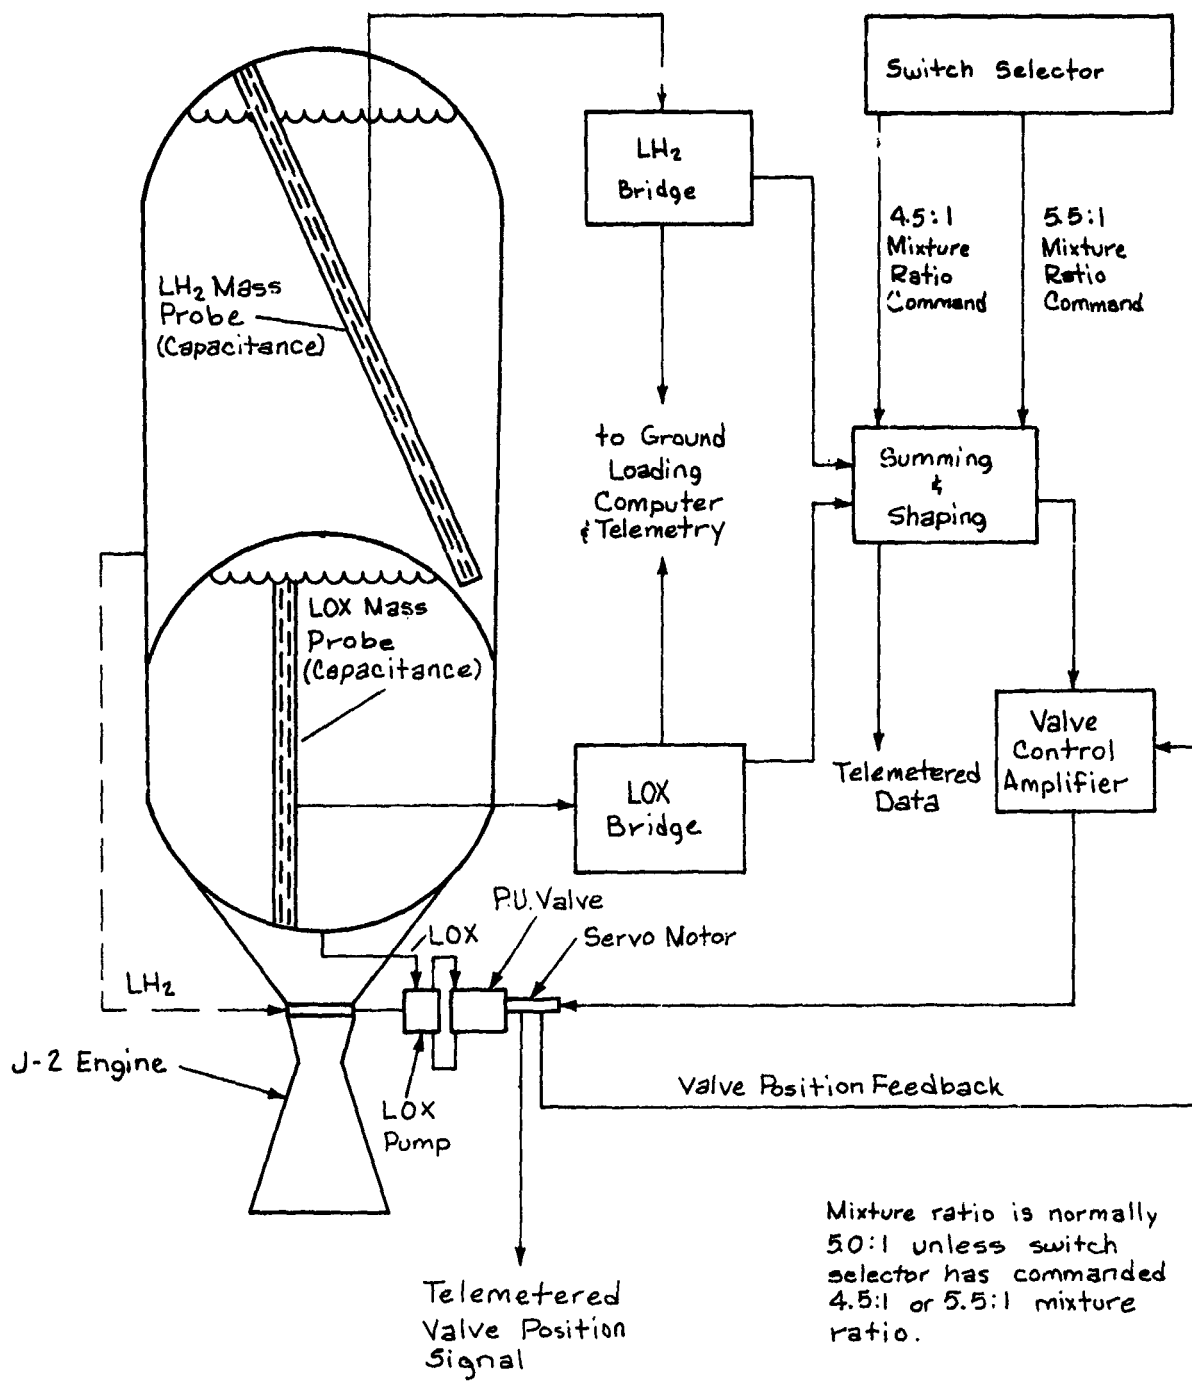 Switch Selector
LH₂
Bridge
4.5:1
Mixture
Ratio
Command
5.5:1
Mixture
Ratio
Command
LH₂ Mass
Probe
(Capacitance)
to Ground
Loading
Computer
& Telemetry
Summing
&
Shaping
LOX Mass
Probe
(Capacitance)
Valve
Control
Amplifier
Telemetered
Data
LOX
Bridge
P.U. Valve
LOX
Servo Motor
LH₂
J-2 Engine
LOX
Pump
Valve Position Feedback
Telemetered
Valve Position
Signal
Mixture ratio is normally
5.0:1 unless switch
selector has commanded
4.5:1 or 5.5:1 mixture
ratio.